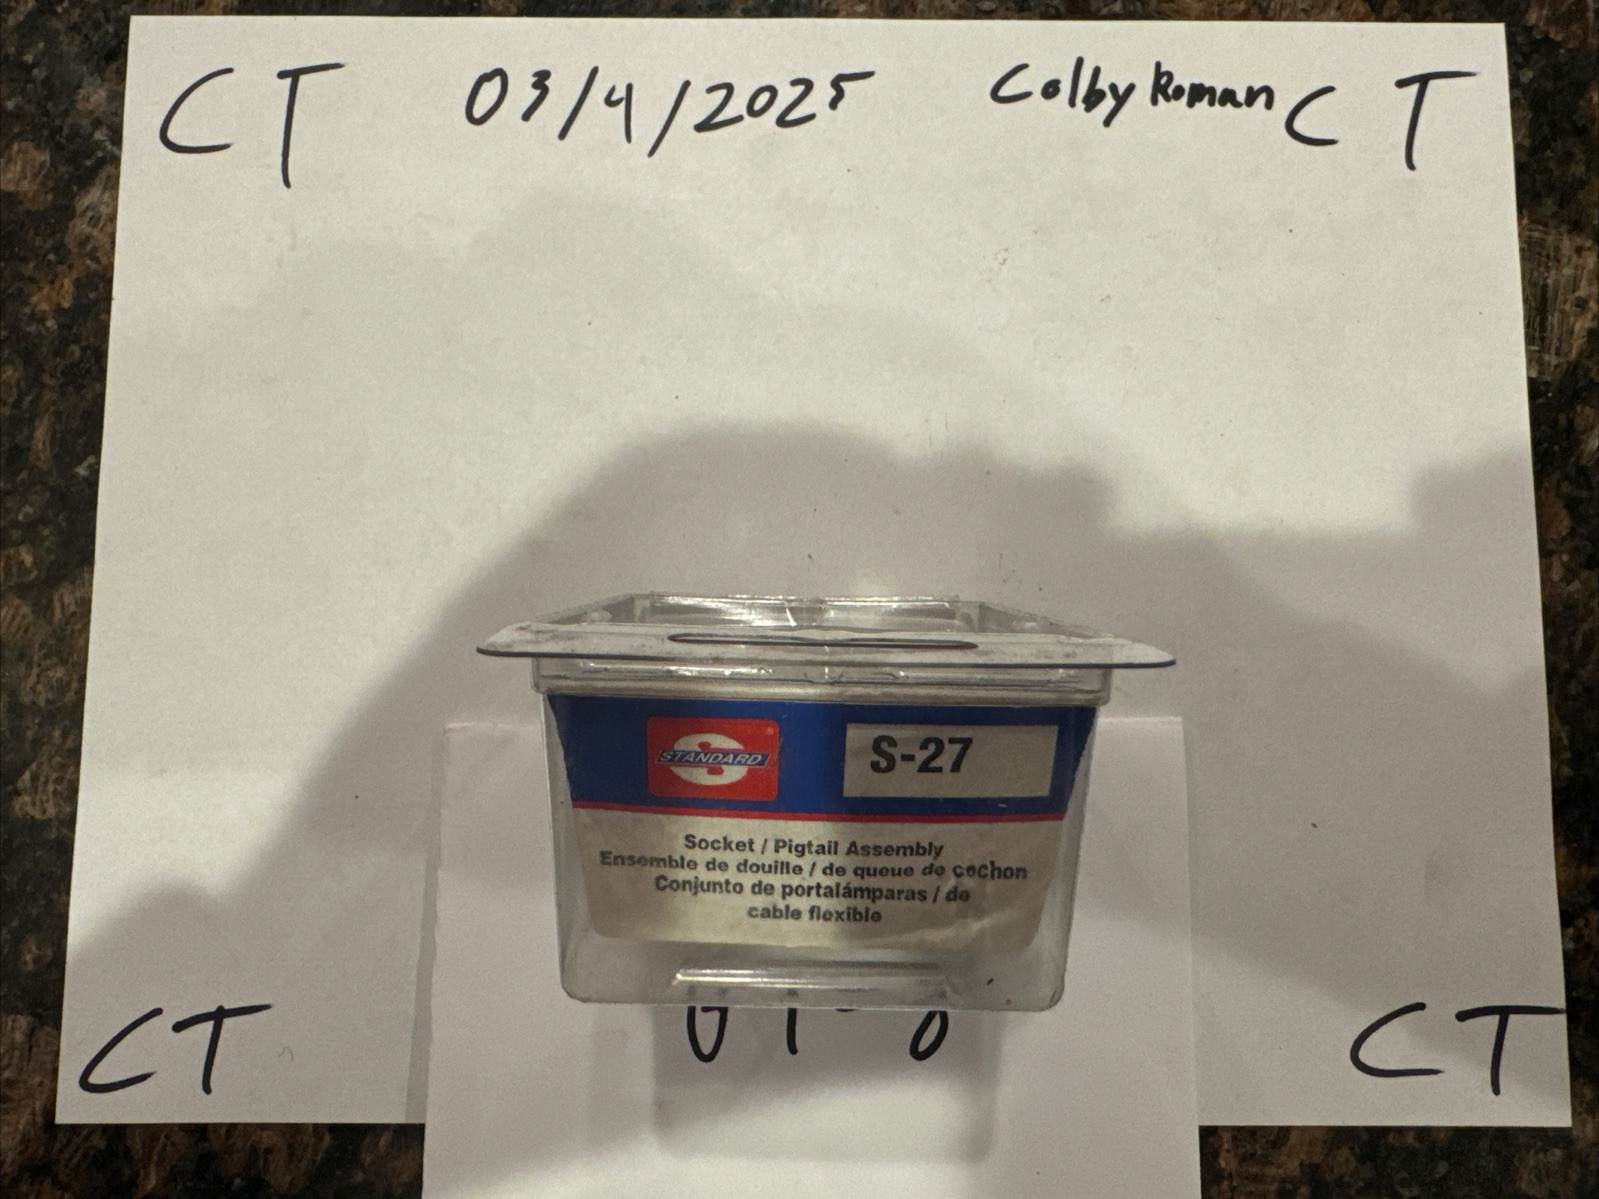 CT 03/4/2025 Colby Roman CT
STANDARD
S-27
Socket / Pigtail Assembly
Ensemble de douille / de queue de cochon
Conjunto de portalámparas / de
cable flexible
CT CT